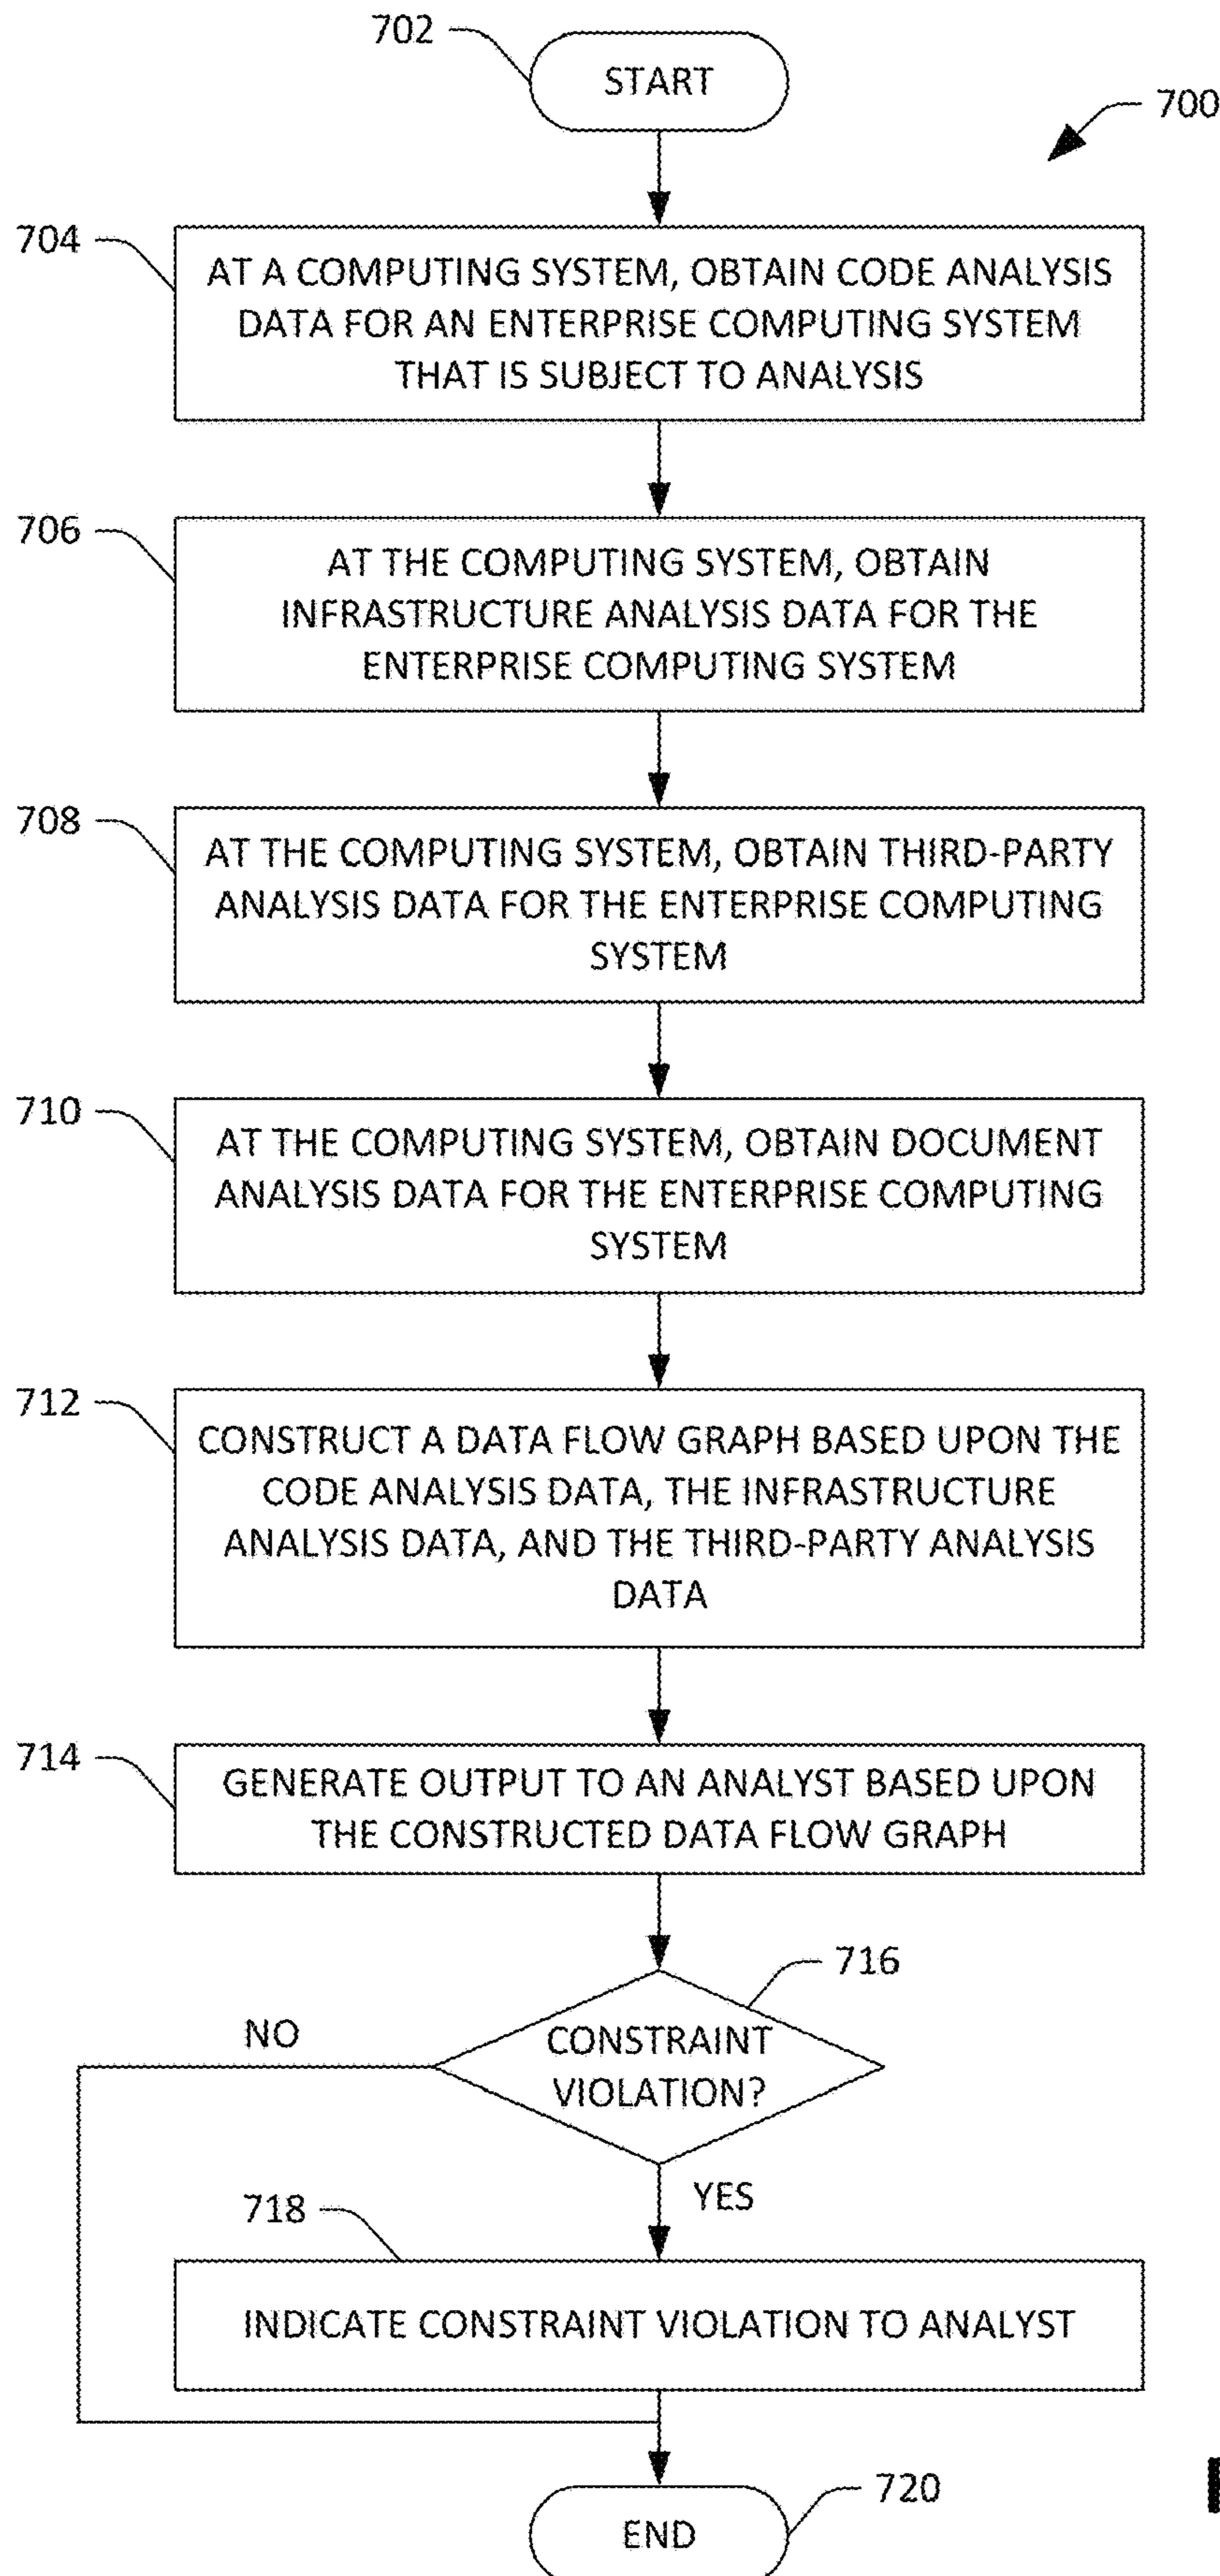 702
START
700
704
AT A COMPUTING SYSTEM, OBTAIN CODE ANALYSIS
DATA FOR AN ENTERPRISE COMPUTING SYSTEM
THAT IS SUBJECT TO ANALYSIS
706
AT THE COMPUTING SYSTEM, OBTAIN
INFRASTRUCTURE ANALYSIS DATA FOR THE
ENTERPRISE COMPUTING SYSTEM
708
AT THE COMPUTING SYSTEM, OBTAIN THIRD-PARTY
ANALYSIS DATA FOR THE ENTERPRISE COMPUTING
SYSTEM
710
AT THE COMPUTING SYSTEM, OBTAIN DOCUMENT
ANALYSIS DATA FOR THE ENTERPRISE COMPUTING
SYSTEM
712
CONSTRUCT A DATA FLOW GRAPH BASED UPON THE
CODE ANALYSIS DATA, THE INFRASTRUCTURE
ANALYSIS DATA, AND THE THIRD-PARTY ANALYSIS
DATA
714
GENERATE OUTPUT TO AN ANALYST BASED UPON
THE CONSTRUCTED DATA FLOW GRAPH
716
NO
CONSTRAINT
VIOLATION?
YES
718
INDICATE CONSTRAINT VIOLATION TO ANALYST
720
END